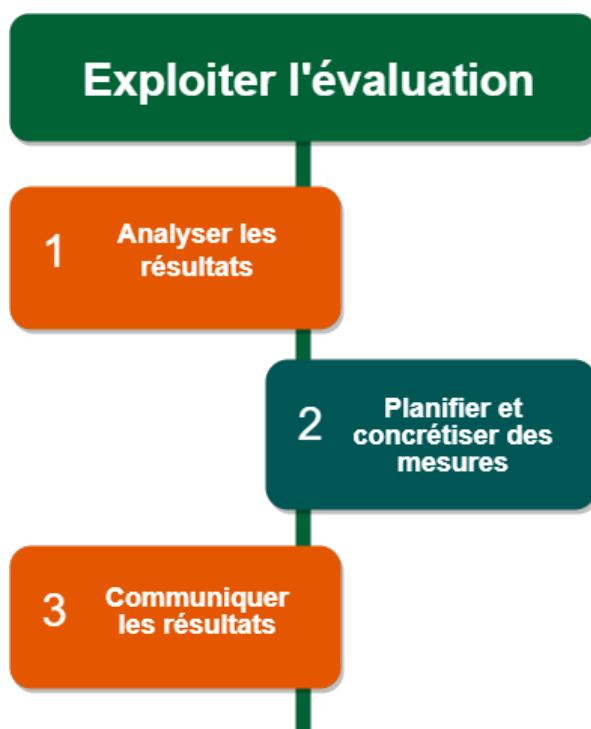 Exploiter l'évaluation
1
Analyser les
résultats
2
Planifier et
concrétiser des
mesures
3
Communiquer
les résultats